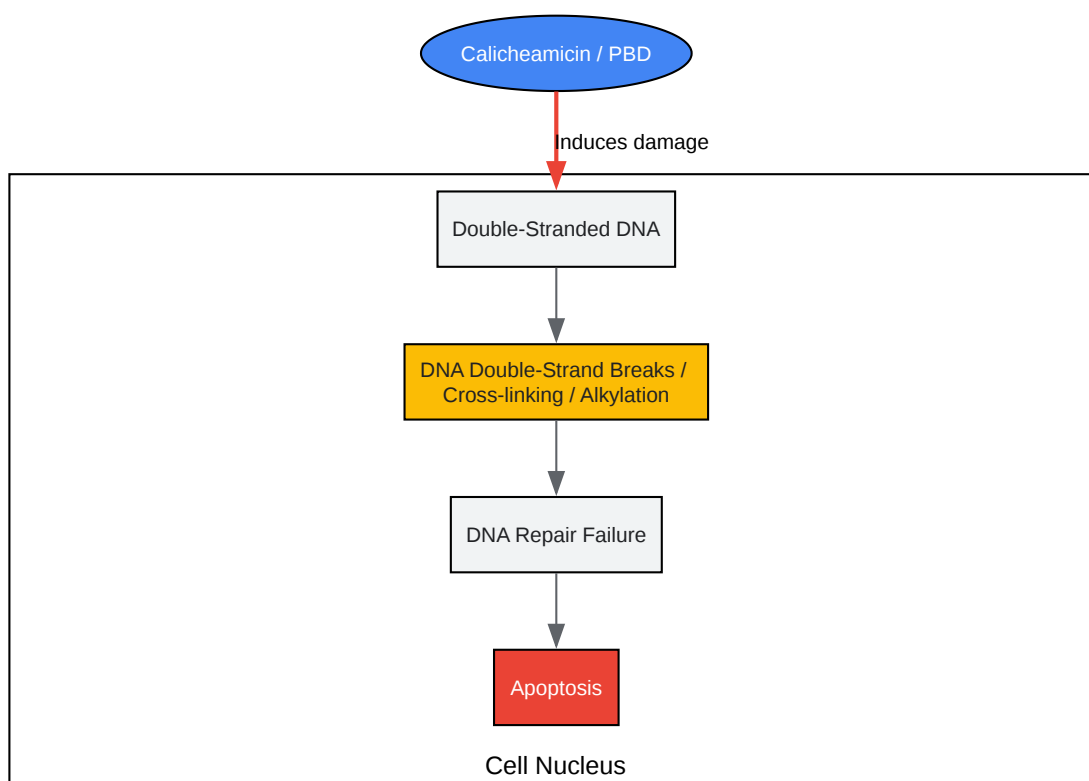 Calicheamicin / PBD
Induces damage
Double-Stranded DNA
DNA Double-Strand Breaks /
Cross-linking / Alkylation
DNA Repair Failure
Apoptosis
Cell Nucleus